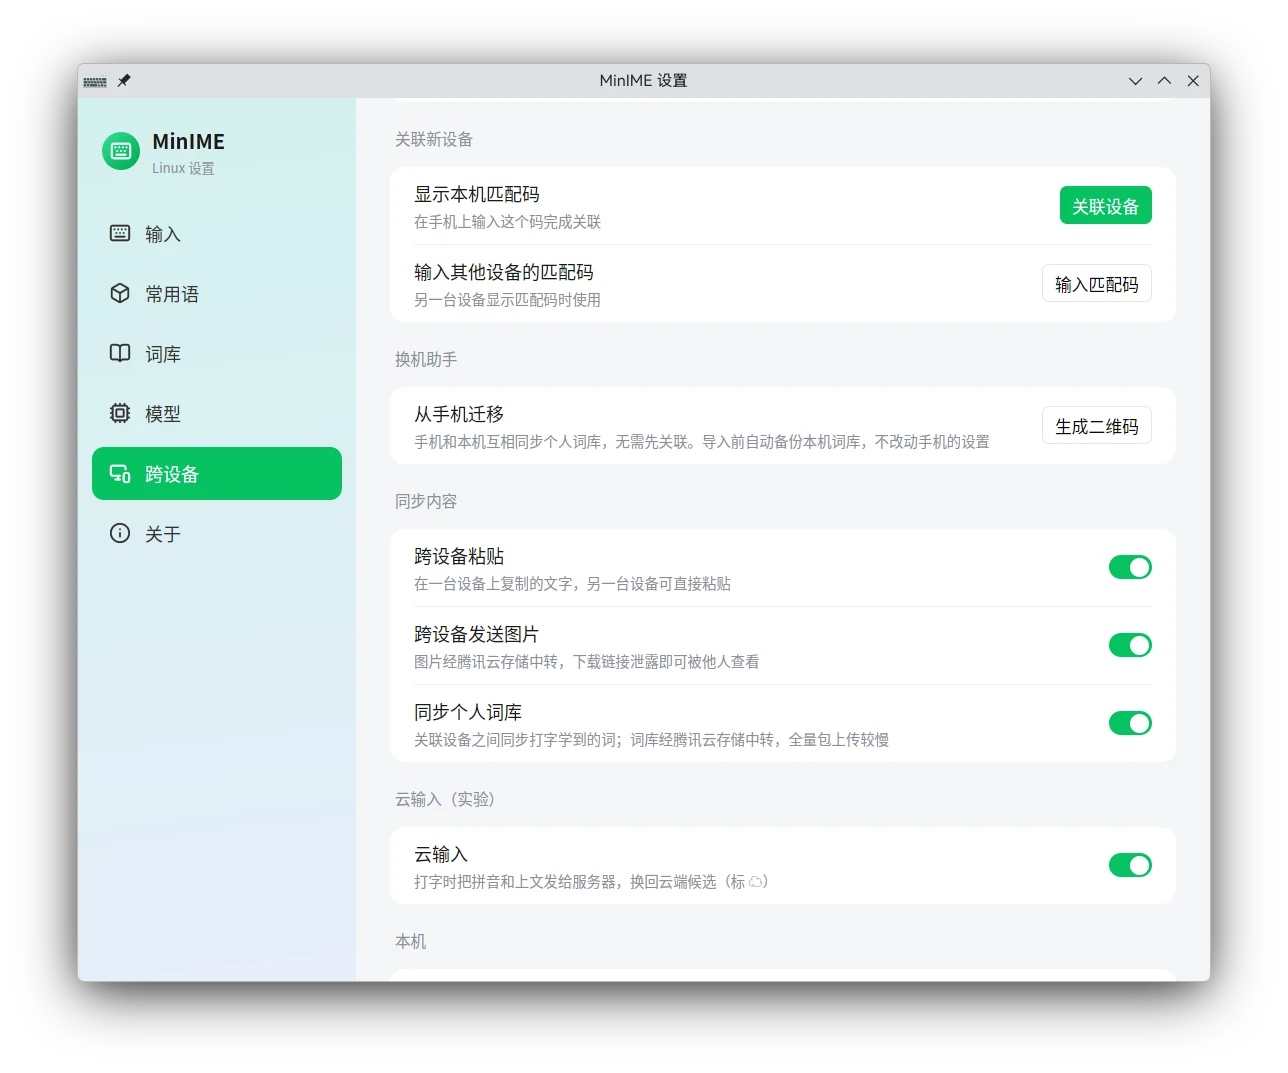 MinIME 设置
MinIME
Linux 设置
输入
常用语
词库
模型
跨设备
关于
关联新设备
显示本机匹配码
在手机上输入这个码完成关联
关联设备
输入其他设备的匹配码
另一台设备显示匹配码时使用
输入匹配码
换机助手
从手机迁移
手机和本机互相同步个人词库，无需先关联。导入前自动备份本机词库，不改动手机的设置
生成二维码
同步内容
跨设备粘贴
在一台设备上复制的文字，另一台设备可直接粘贴
跨设备发送图片
图片经腾讯云存储中转，下载链接泄露即可被他人查看
同步个人词库
关联设备之间同步打字学到的词；词库经腾讯云存储中转，全量包上传较慢
云输入（实验）
云输入
打字时把拼音和上文发给服务器，换回云端候选（标 ☁）
本机